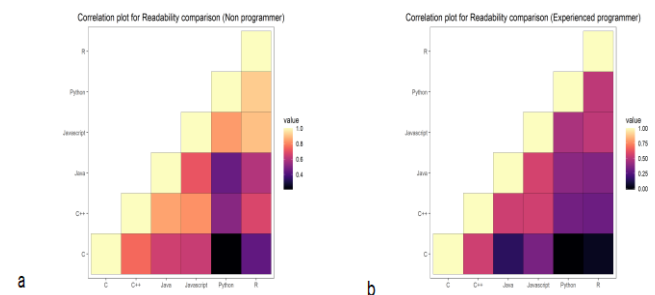 Correlation plot for Readability comparison (Non programmer)
R
Python
Javascript
Java
C++
C
C C++ Java Javascript Python R
value
1.0
0.8
0.6
0.4
a
Correlation plot for Readability comparison (Experienced programmer)
R
Python
Javascript
Java
C++
C
C C++ Java Javascript Python R
value
1.00
0.75
0.50
0.25
0.00
b